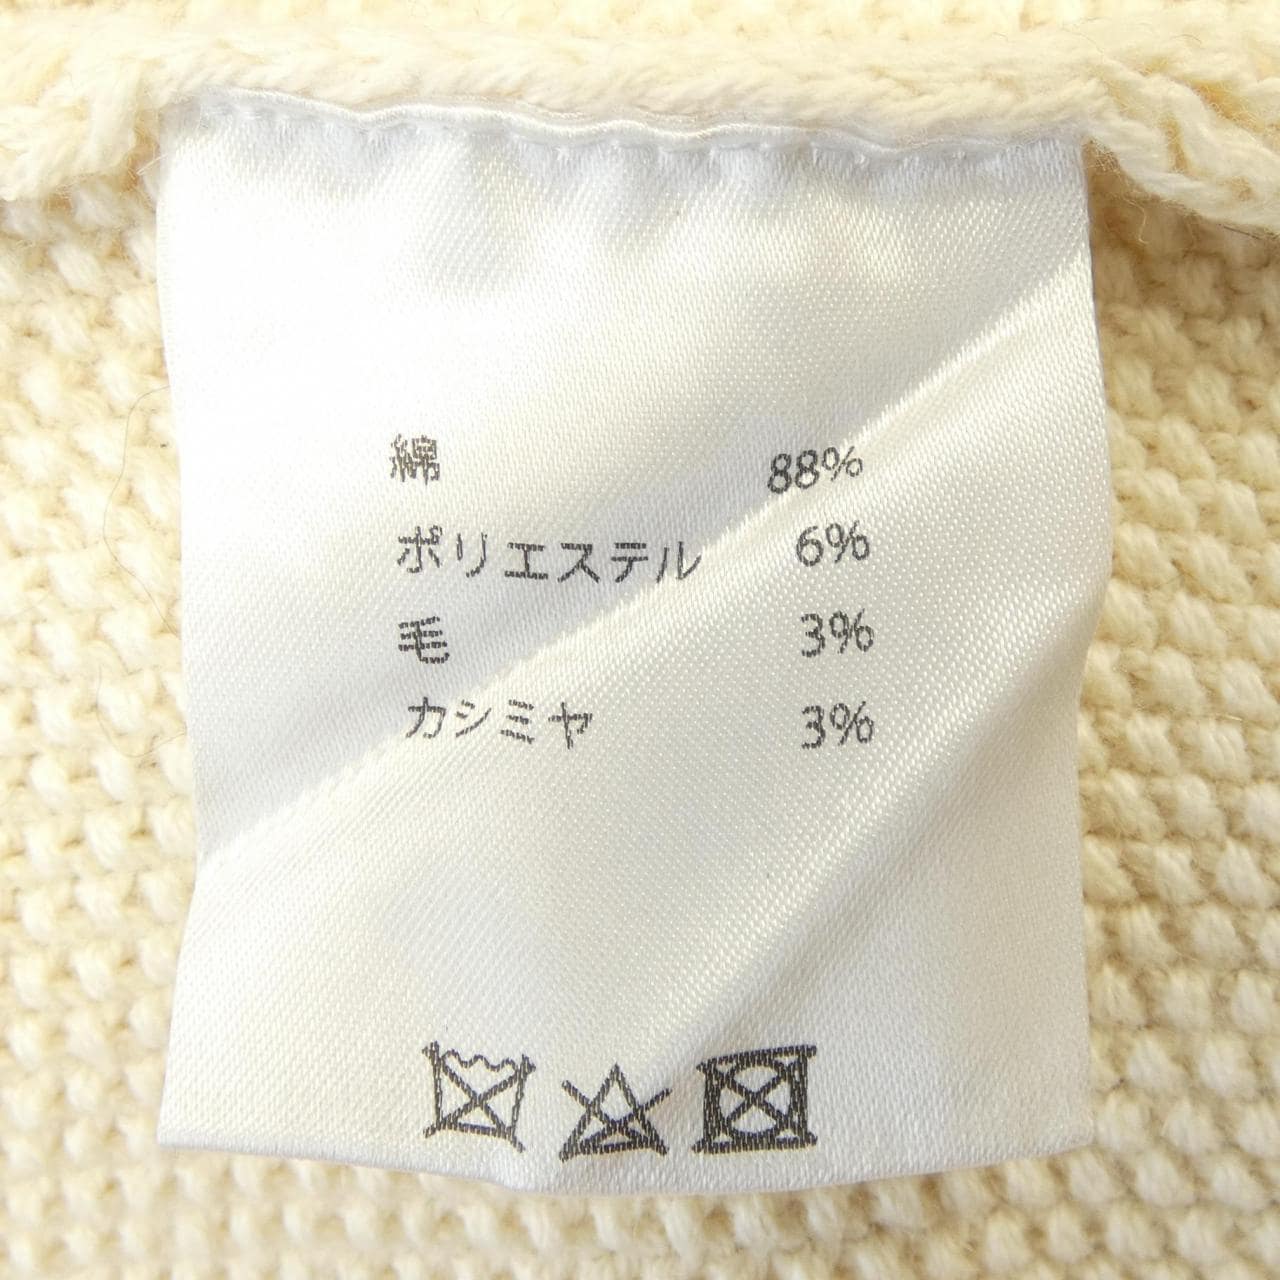 綿 88%
ポリエステル 6%
毛 3%
カシミヤ 3%